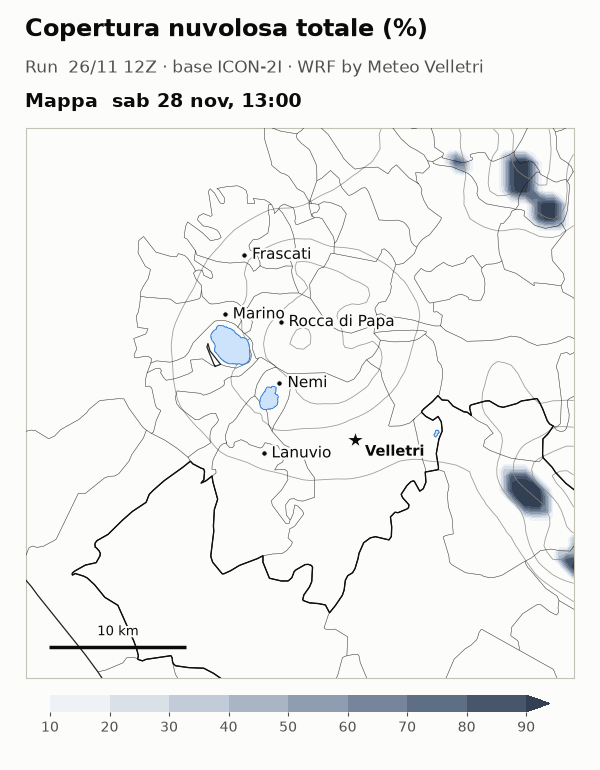 Copertura nuvolosa totale (%)
Run  26/11 12Z · base ICON-2I · WRF by Meteo Velletri
Mappa  sab 28 nov, 13:00
Frascati
Marino
Rocca di Papa
Nemi
Velletri
Lanuvio
10 km
10 20 30 40 50 60 70 80 90